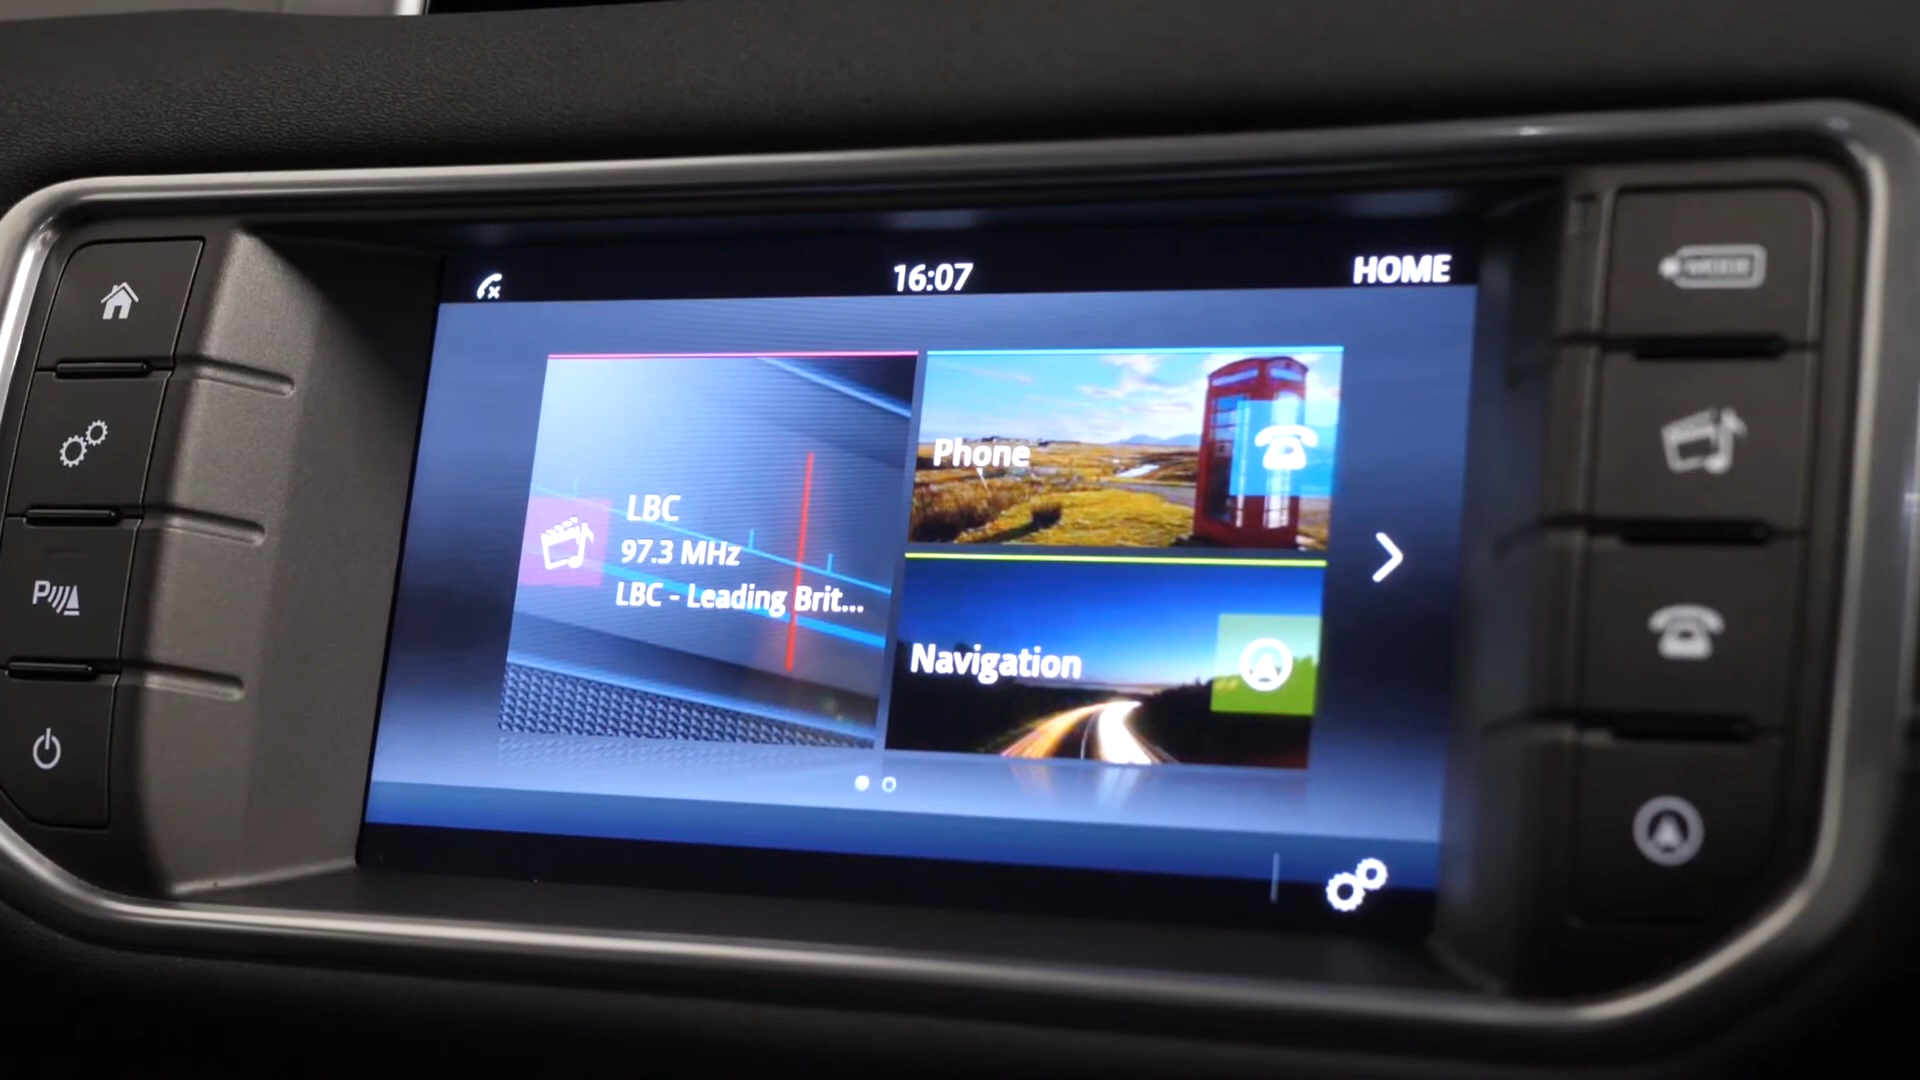 16:07
HOME
LBC
97.3 MHz
LBC - Leading Brit...
Phone
Navigation
P